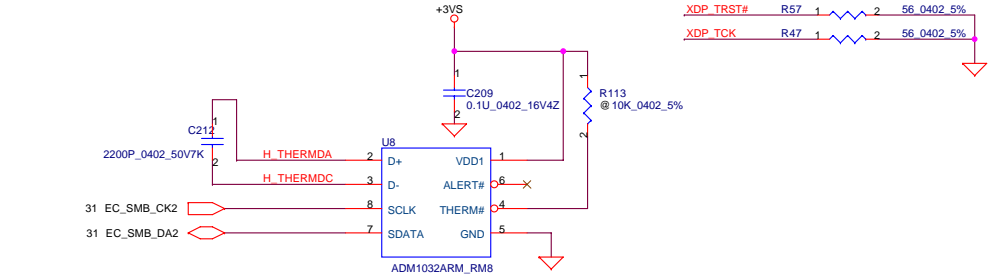 +3VS
XDP_TRST# R57 1 2 56_0402_5%
XDP_TCK R47 1 2 56_0402_5%
1
C209
0.1U_0402_16V4Z
2
1
R113
@10K_0402_5%
2
1
C212
2200P_0402_50V7K
2
U8
H_THERMDA 2 D+ VDD1 1
H_THERMDC 3 D- ALERT# 6
31 EC_SMB_CK2 8 SCLK THERM# 4
31 EC_SMB_DA2 7 SDATA GND 5
ADM1032ARM_RM8